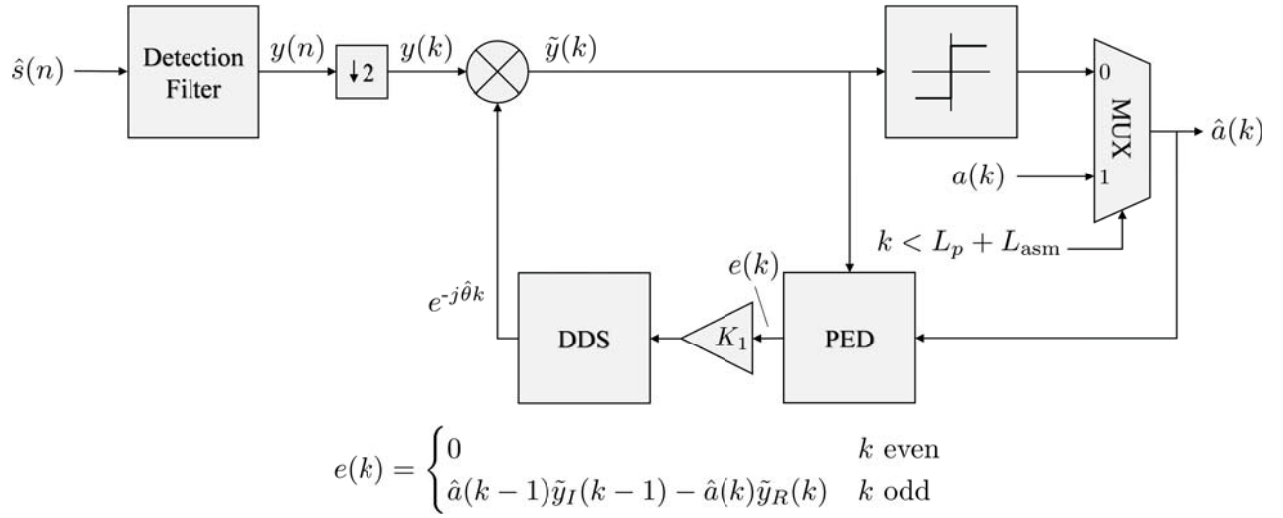 ŝ(n)
Detection
Filter
y(n)
↓2
y(k)
ỹ(k)
0
MUX
1
â(k)
a(k)
k < L_p + L_asm
e(k)
e^{-jθ̂k}
DDS
K_1
PED
e(k) = { 0 k even
â(k − 1)ỹ_I(k − 1) − â(k)ỹ_R(k) k odd